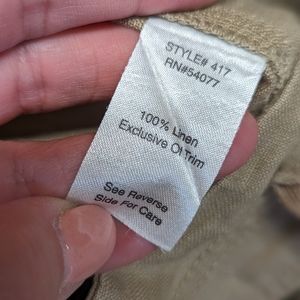 STYLE# 417
RN#54077
100% Linen
Exclusive Of Trim
See Reverse
Side For Care